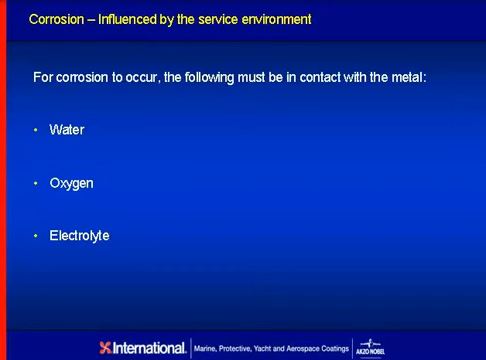 Corrosion – Influenced by the service environment
For corrosion to occur, the following must be in contact with the metal:
• Water
• Oxygen
• Electrolyte
International. Marine, Protective, Yacht and Aerospace Coatings AKZO NOBEL